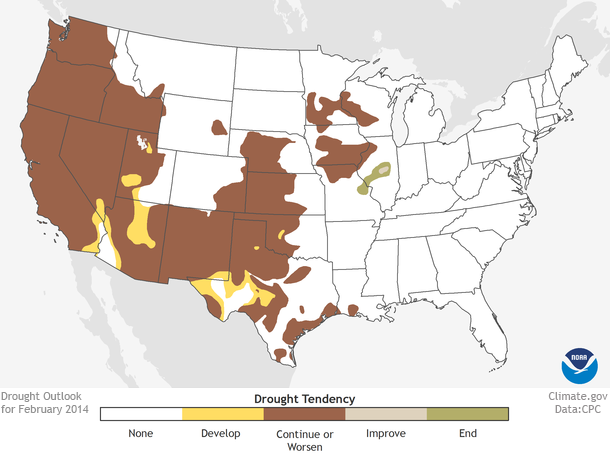 NOAA
Drought Outlook
for February 2014
Drought Tendency
Climate.gov
Data:CPC
None
Develop
Continue or
Worsen
Improve
End